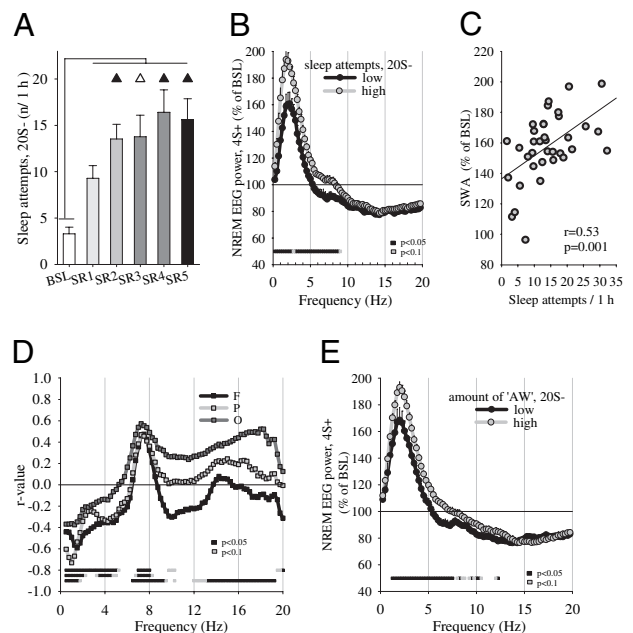 A
Sleep attempts, 20S- (n/ 1 h)
20
15
10
5
0
BSL
SR1
SR2
SR3
SR4
SR5
B
NREM EEG power, 4S+ (% of BSL)
200
180
160
140
120
100
80
60
40
sleep attempts, 20S-
low
high
p<0.05
p<0.1
0 5 10 15 20
Frequency (Hz)
C
SWA
(% of BSL)
220
200
180
160
140
120
100
80
r=0.53
p=0.001
0 5 10 15 20 25 30 35
Sleep attempts / 1 h
D
r-value
1.0
0.8
0.6
0.4
0.2
0.0
-0.2
-0.4
-0.6
-0.8
-1.0
F
P
O
p<0.05
p<0.1
0 4 8 12 16 20
Frequency (Hz)
E
NREM EEG power, 4S+
(% of BSL)
200
180
160
140
120
100
80
60
40
amount of 'AW', 20S-
low
high
p<0.05
p<0.1
0 5 10 15 20
Frequency (Hz)